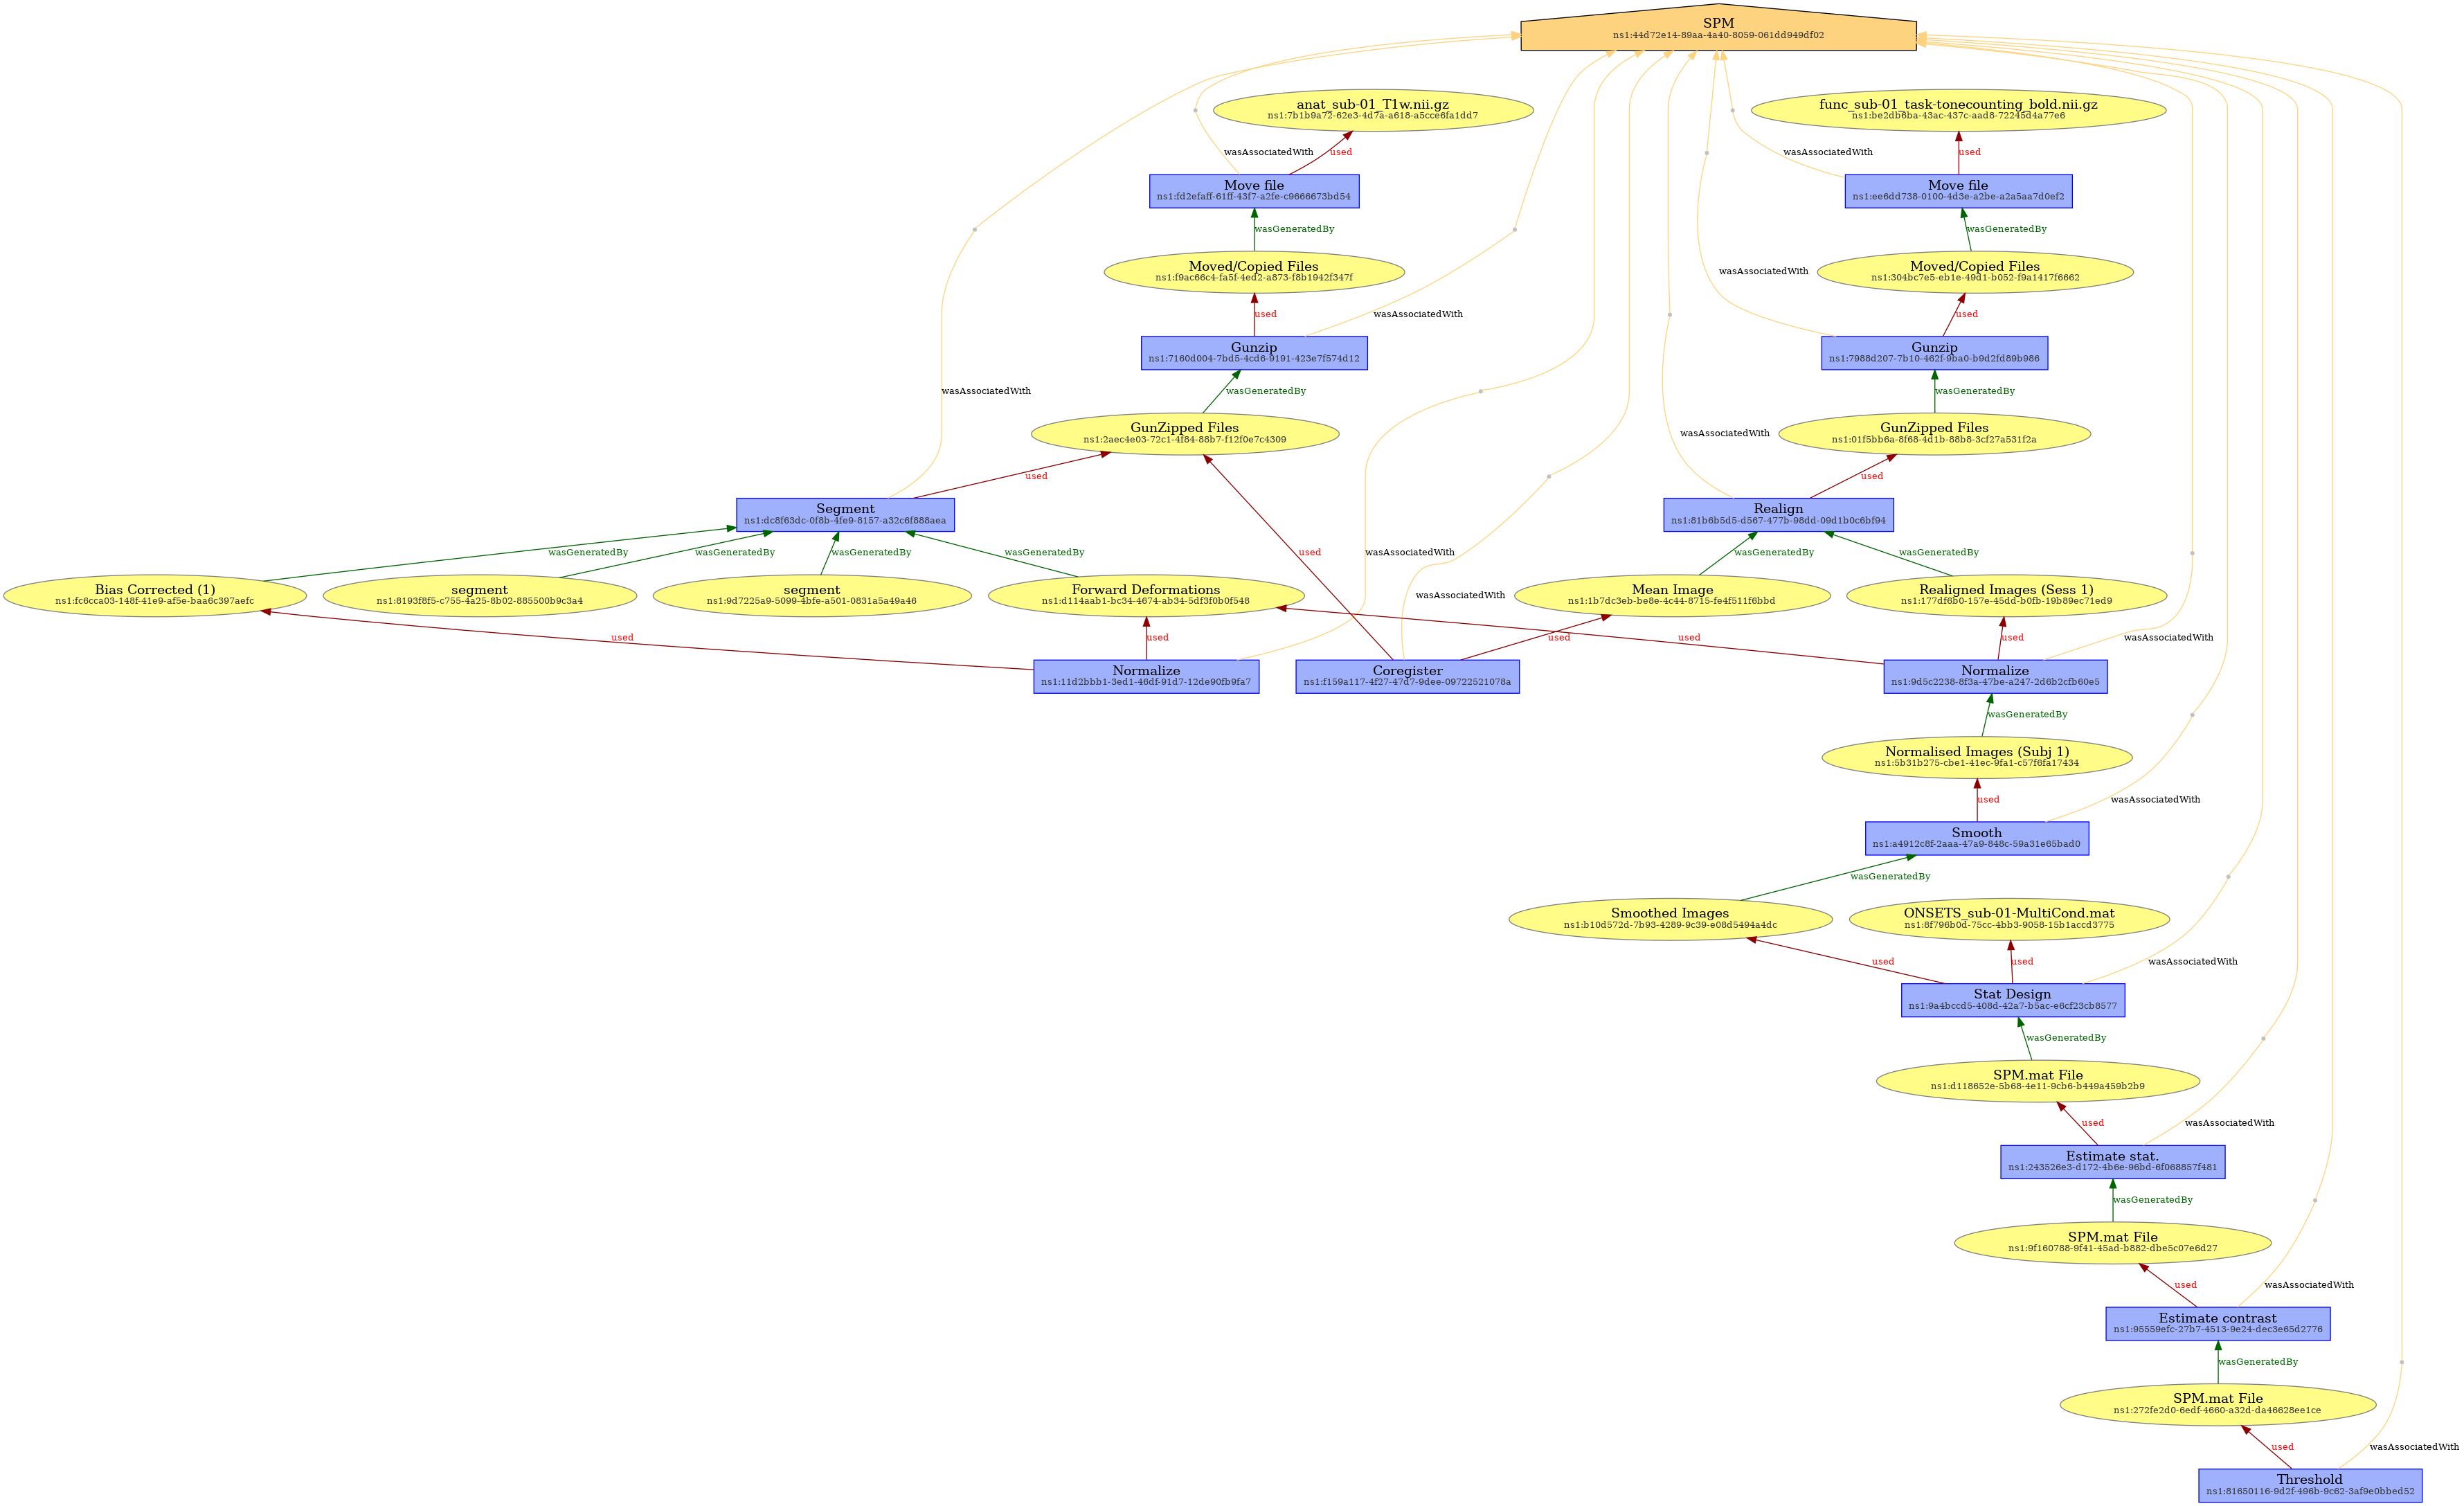 SPM
ns1:44d72e14-89aa-4a40-8059-061dd949df02
anat_sub-01_T1w.nii.gz
ns1:7b1b9a72-62e3-4d7a-a618-a5cce6fa1dd7
func_sub-01_task-tonecounting_bold.nii.gz
ns1:be2db6ba-43ac-437c-aad8-72245d4a77e6
wasAssociatedWith
used
wasAssociatedWith
used
Move file
ns1:fd2efaff-61ff-43f7-a2fe-c9666673bd54
Move file
ns1:ee6dd738-0100-4d3e-a2be-a2a5aa7d0ef2
wasGeneratedBy
wasGeneratedBy
Moved/Copied Files
ns1:f9ac66c4-fa5f-4ed2-a873-f8b1942f347f
wasAssociatedWith
Moved/Copied Files
ns1:304bc7e5-eb1e-49d1-b052-f9a1417f6662
used
wasAssociatedWith
used
Gunzip
ns1:7160d004-7bd5-4cd6-9191-423e7f574d12
Gunzip
ns1:7988d207-7b10-462f-9ba0-b9d2fd89b986
wasAssociatedWith
wasGeneratedBy
wasGeneratedBy
GunZipped Files
ns1:2aec4e03-72c1-4f84-88b7-f12f0e7c4309
wasAssociatedWith
GunZipped Files
ns1:01f5bb6a-8f68-4d1b-88b8-3cf27a531f2a
used
used
Segment
ns1:dc8f63dc-0f8b-4fe9-8157-a32c6f888aea
Realign
ns1:81b6b5d5-d567-477b-98dd-09d1b0c6bf94
wasGeneratedBy
wasGeneratedBy
wasGeneratedBy
wasGeneratedBy
used
wasAssociatedWith
wasGeneratedBy
wasGeneratedBy
Bias Corrected (1)
ns1:fc6cca03-148f-41e9-af5e-baa6c397aefc
segment
ns1:8193f8f5-c755-4a25-8b02-885500b9c3a4
segment
ns1:9d7225a9-5099-4bfe-a501-0831a5a49a46
Forward Deformations
ns1:d114aab1-bc34-4674-ab34-5df3f0b0f548
wasAssociatedWith
Mean Image
ns1:1b7dc3eb-be8e-4c44-8715-fe4f511f6bbd
Realigned Images (Sess 1)
ns1:177df6b0-157e-45dd-b0fb-19b89ec71ed9
used
used
used
used
used
wasAssociatedWith
Normalize
ns1:11d2bbb1-3ed1-46df-91d7-12de90fb9fa7
Coregister
ns1:f159a117-4f27-47d7-9dee-09722521078a
Normalize
ns1:9d5c2238-8f3a-47be-a247-2d6b2cfb60e5
wasGeneratedBy
Normalised Images (Subj 1)
ns1:5b31b275-cbe1-41ec-9fa1-c57f6fa17434
used
wasAssociatedWith
Smooth
ns1:a4912c8f-2aaa-47a9-848c-59a31e65bad0
wasGeneratedBy
Smoothed Images
ns1:b10d572d-7b93-4289-9c39-e08d5494a4dc
ONSETS_sub-01-MultiCond.mat
ns1:8f796b0d-75cc-4bb3-9058-15b1accd3775
used
used
wasAssociatedWith
Stat Design
ns1:9a4bccd5-408d-42a7-b5ac-e6cf23cb8577
wasGeneratedBy
SPM.mat File
ns1:d118652e-5b68-4e11-9cb6-b449a459b2b9
used
wasAssociatedWith
Estimate stat.
ns1:243526e3-d172-4b6e-96bd-6f068857f481
wasGeneratedBy
SPM.mat File
ns1:9f160788-9f41-45ad-b882-dbe5c07e6d27
used
wasAssociatedWith
Estimate contrast
ns1:95559efc-27b7-4513-9e24-dec3e65d2776
wasGeneratedBy
SPM.mat File
ns1:272fe2d0-6edf-4660-a32d-da46628ee1ce
used
wasAssociatedWith
Threshold
ns1:81650116-9d2f-496b-9c62-3af9e0bbed52